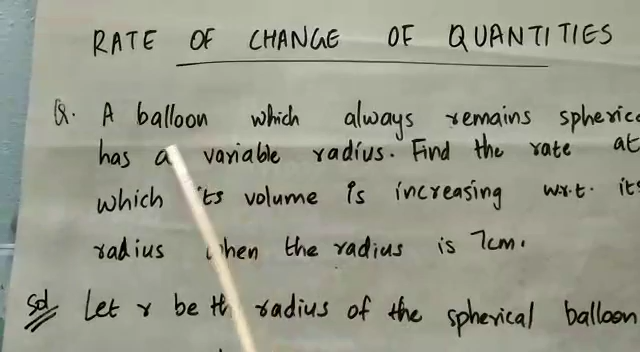 RATE OF CHANGE OF QUANTITIES
Q. A balloon which always remains spheric
has a variable radius. Find the rate at
which its volume is increasing w.r.t. its
radius when the radius is 7cm.
Sol Let r be the radius of the spherical balloon